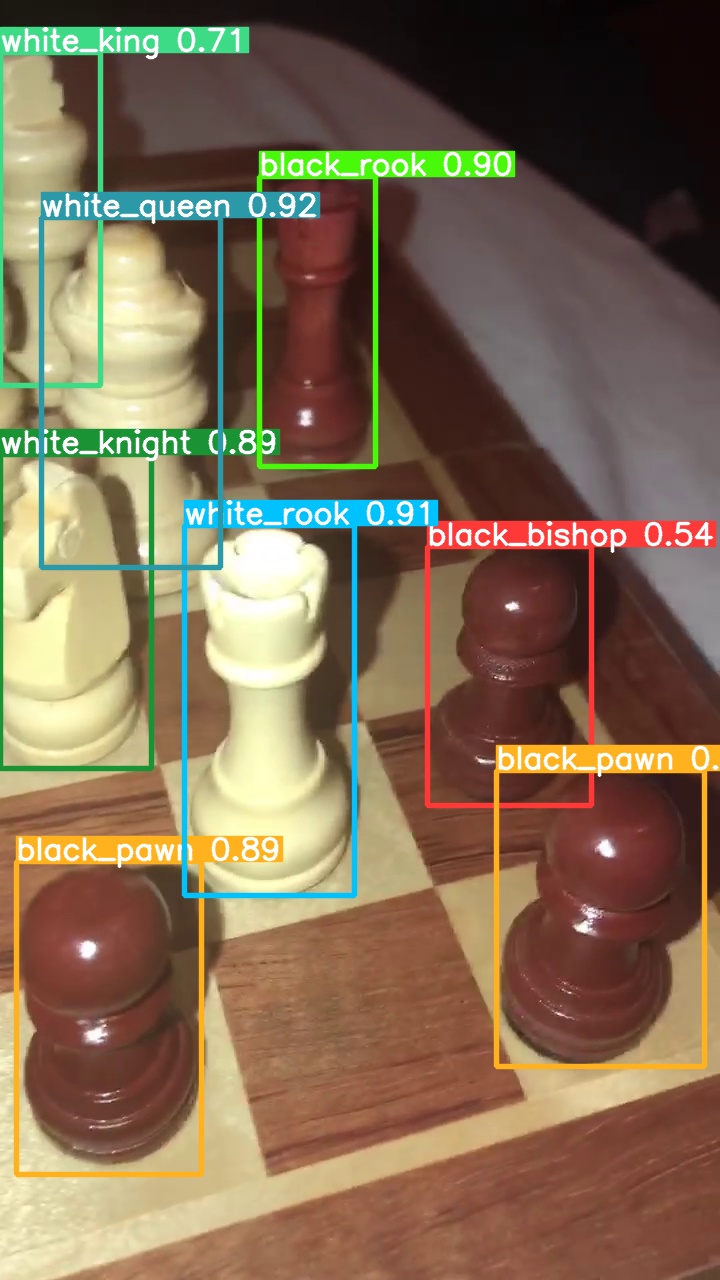 white_king 0.71
black_rook 0.90
white_queen 0.92
white_knight 0.89
white_rook 0.91
black_bishop 0.54
black_pawn 0.
black_pawn 0.89